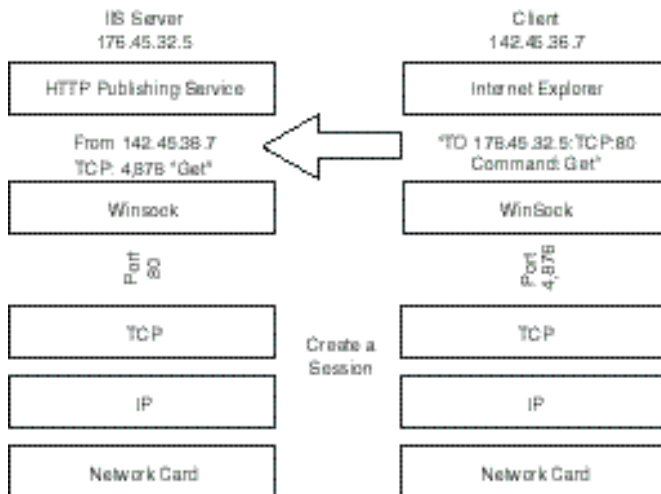 IIS Server
176.45.32.5
HTTP Publishing Service
From 142.45.36.7
TCP: 4,876 "Get"
Winsock
Port
80
TCP
IP
Network Card
Create a
Session
Client
142.45.36.7
Internet Explorer
"TO 176.45.32.5:TCP:80
Command: Get"
WinSock
Port
4,876
TCP
IP
Network Card